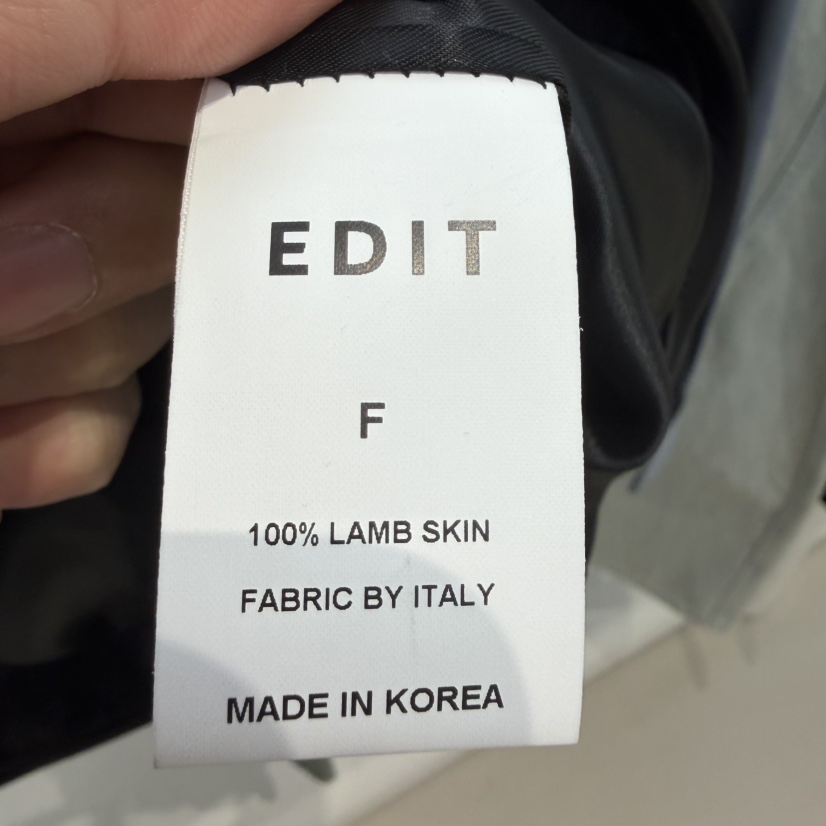 EDIT
F
100% LAMB SKIN
FABRIC BY ITALY
MADE IN KOREA